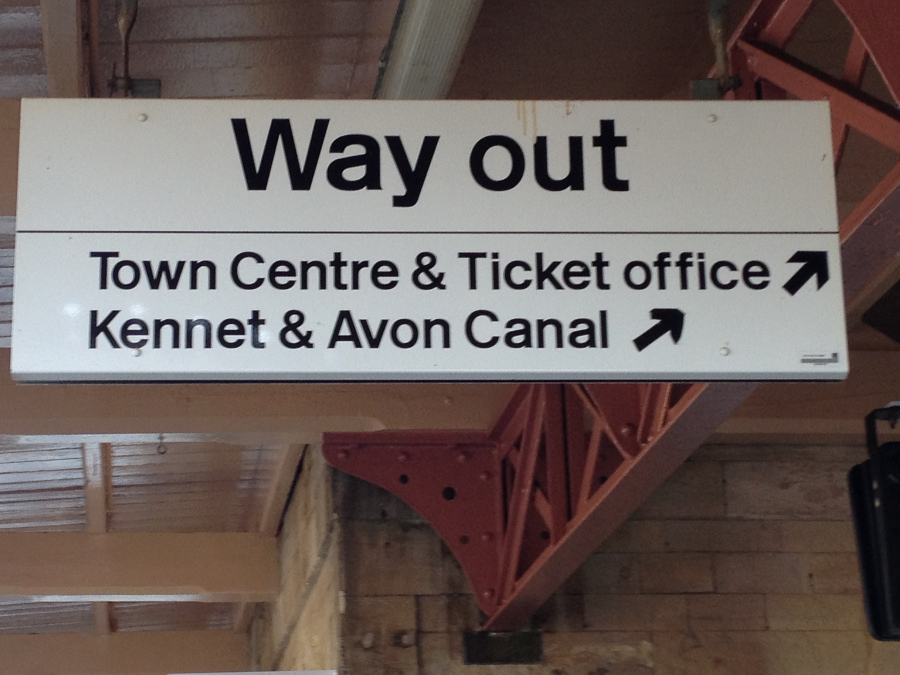 Way out
Town Centre & Ticket office
Kennet & Avon Canal